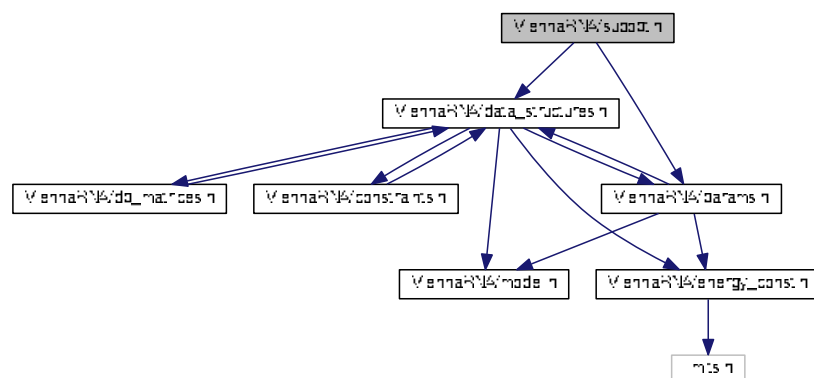 ViennaRNA/subopt.h
ViennaRNA/data_structures.h
ViennaRNA/dp_matrices.h
ViennaRNA/constraints.h
ViennaRNA/params.h
ViennaRNA/model.h
ViennaRNA/energy_const.h
limits.h